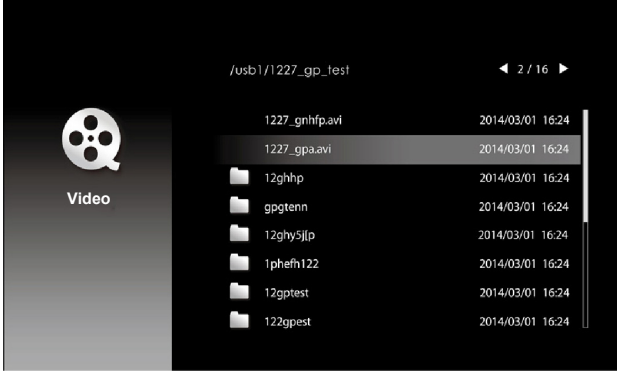 /usb1/1227_gp_test ◀ 2/16 ▶
1227_gnhfp.avi 2014/03/01 16:24
1227_gpa.avi 2014/03/01 16:24
12ghhp 2014/03/01 16:24
Video
gpgtenn 2014/03/01 16:24
12ghy5j[p 2014/03/01 16:24
1phefh122 2014/03/01 16:24
12gptest 2014/03/01 16:24
122gpest 2014/03/01 16:24